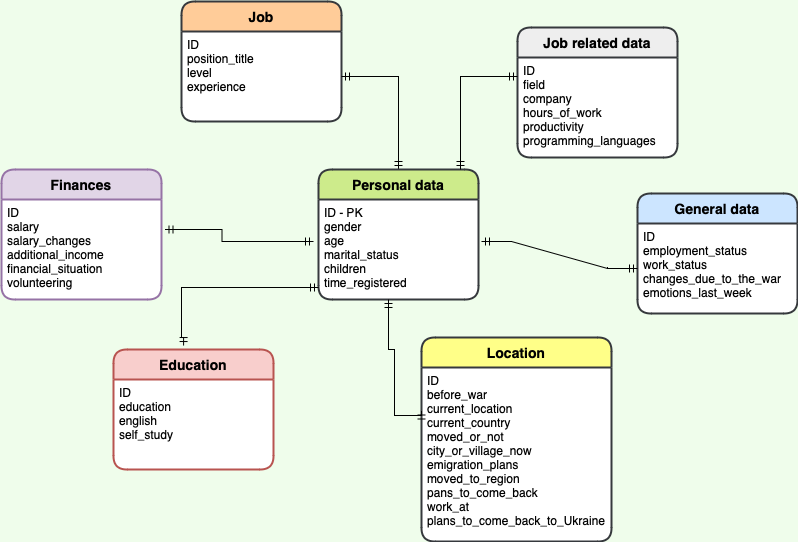 Job
ID
position_title
level
experience
Job related data
ID
field
company
hours_of_work
productivity
programming_languages
Finances
ID
salary
salary_changes
additional_income
financial_situation
volunteering
Personal data
ID - PK
gender
age
marital_status
children
time_registered
General data
ID
employment_status
work_status
changes_due_to_the_war
emotions_last_week
Education
ID
education
english
self_study
Location
ID
before_war
current_location
current_country
moved_or_not
city_or_village_now
emigration_plans
moved_to_region
pans_to_come_back
work_at
plans_to_come_back_to_Ukraine